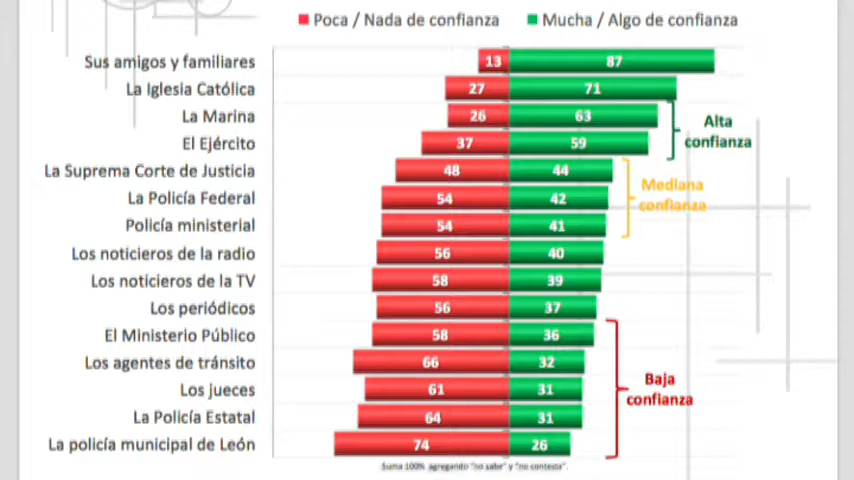 Poca / Nada de confianza Mucha / Algo de confianza
Sus amigos y familiares 13 87
La Iglesia Católica 27 71
La Marina 26 63
El Ejército 37 59
Alta
confianza
La Suprema Corte de Justicia 48 44
La Policía Federal 54 42
Policía ministerial 54 41
Mediana
confianza
Los noticieros de la radio 56 40
Los noticieros de la TV 58 39
Los periódicos 56 37
El Ministerio Público 58 36
Los agentes de tránsito 66 32
Los jueces 61 31
La Policía Estatal 64 31
La policía municipal de León 74 26
Baja
confianza
Suma 100% agregando "no sabe" y "no contesta".